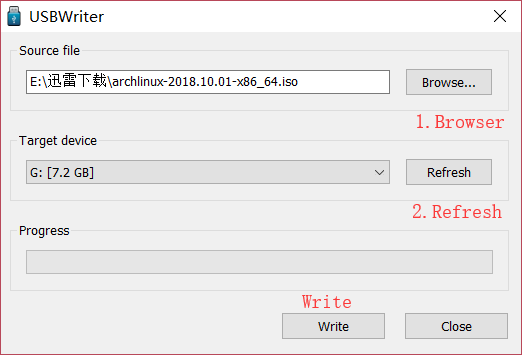 USBWriter
Source file
E:\迅雷下载\archlinux-2018.10.01-x86_64.iso
Browse...
1.Browser
Target device
G: [7.2 GB]
Refresh
2.Refresh
Progress
Write
Write
Close